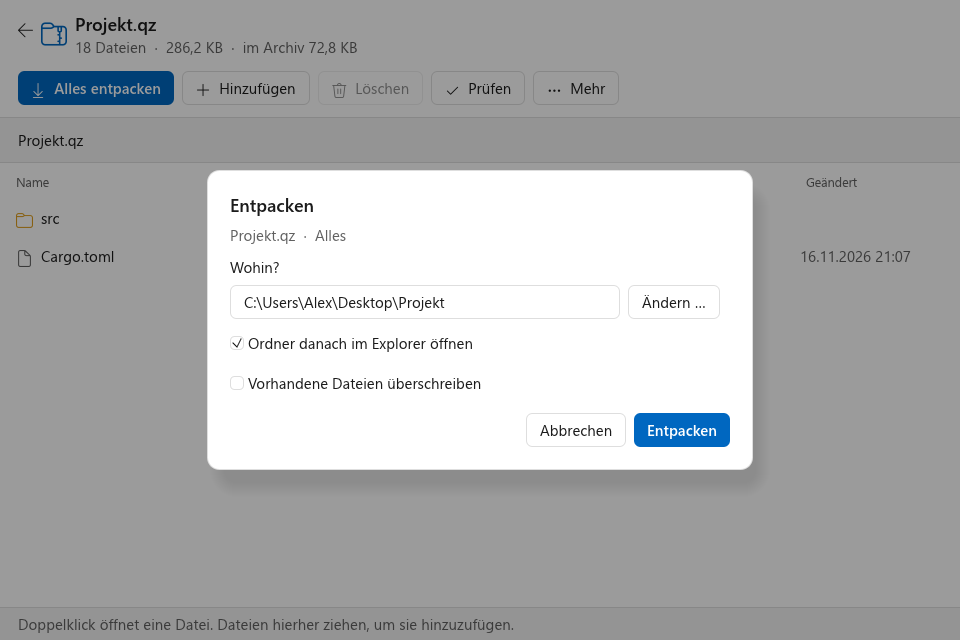 Projekt.qz
18 Dateien · 286,2 KB · im Archiv 72,8 KB
Alles entpacken Hinzufügen Löschen Prüfen ... Mehr
Projekt.qz
Name Geändert
src
Cargo.toml 16.11.2026 21:07
Entpacken
Projekt.qz · Alles
Wohin?
C:\Users\Alex\Desktop\Projekt Ändern ...
Ordner danach im Explorer öffnen
Vorhandene Dateien überschreiben
Abbrechen Entpacken
Doppelklick öffnet eine Datei. Dateien hierher ziehen, um sie hinzuzufügen.